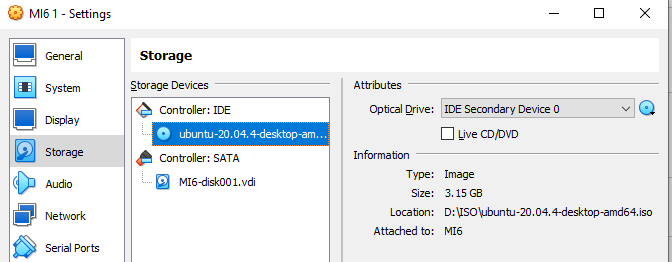 MI6 1 - Settings
General
System
Display
Storage
Audio
Network
Serial Ports
Storage
Storage Devices
Controller: IDE
ubuntu-20.04.4-desktop-am...
Controller: SATA
MI6-disk001.vdi
Attributes
Optical Drive: IDE Secondary Device 0
Live CD/DVD
Information
Type: Image
Size: 3.15 GB
Location: D:\ISO\ubuntu-20.04.4-desktop-amd64.iso
Attached to: MI6